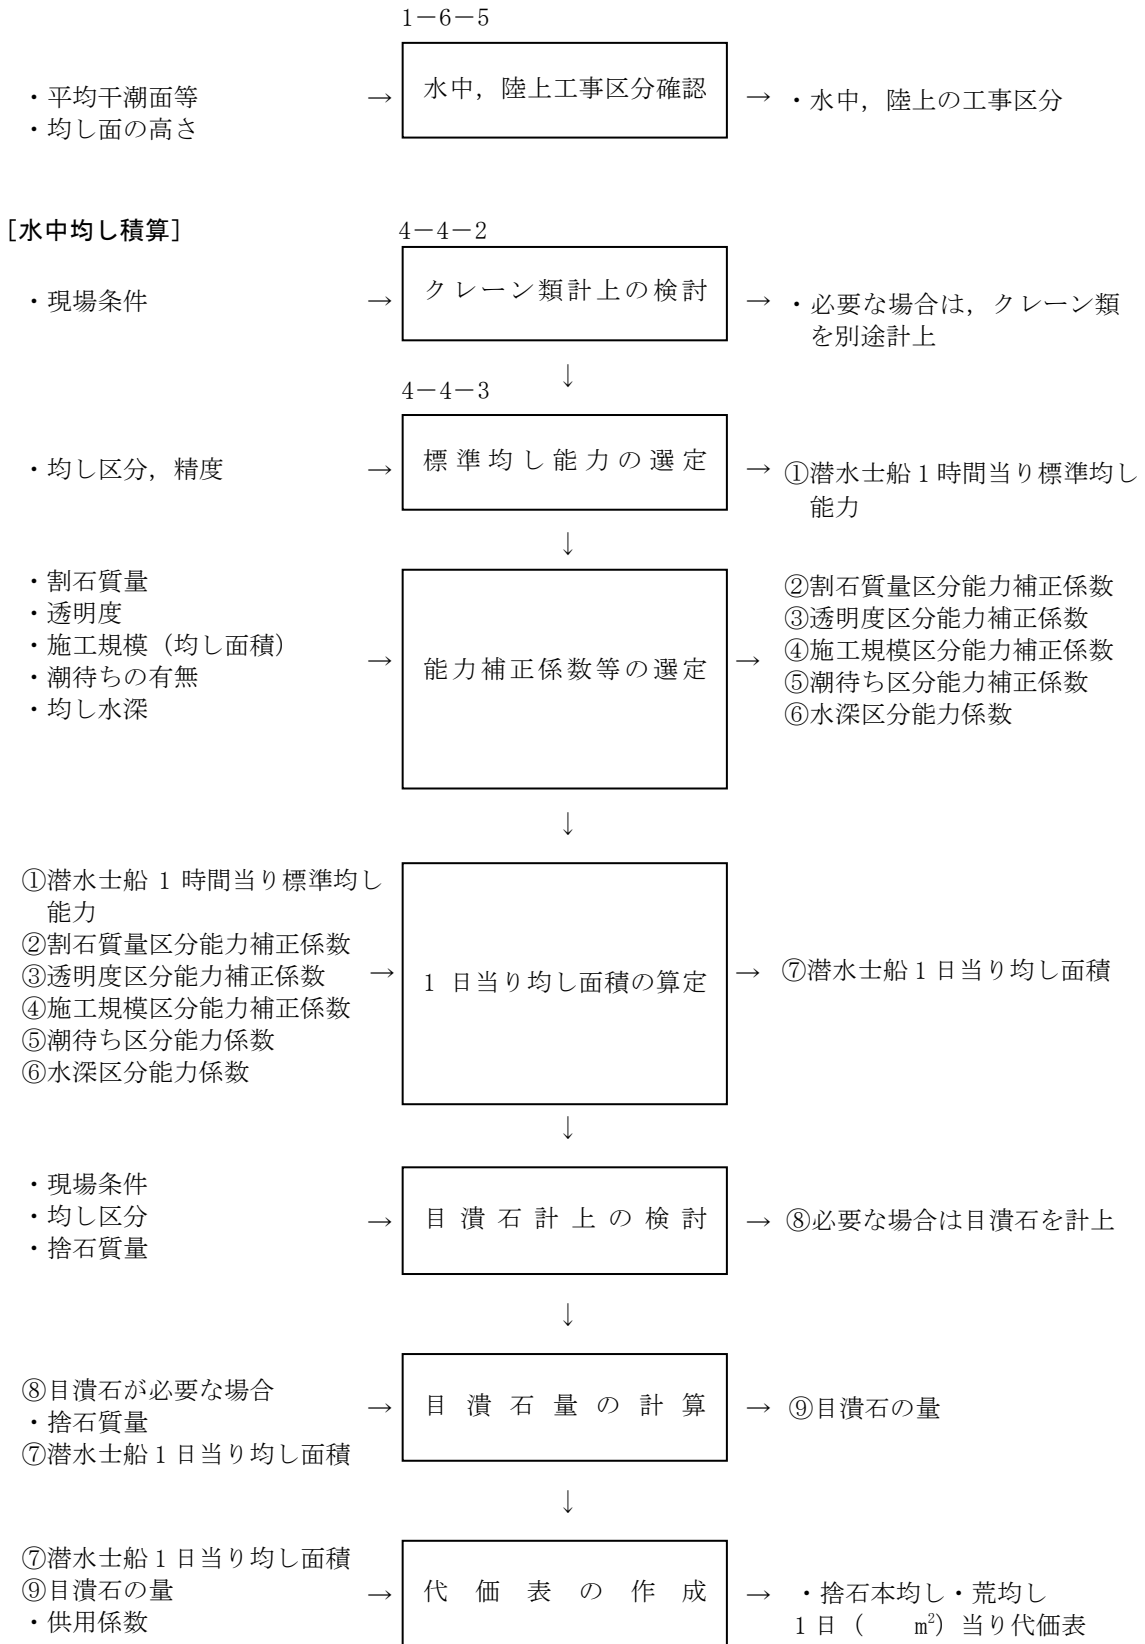 1－6－5
・平均干潮面等
・均し面の高さ
→
水中，陸上工事区分確認
→
・水中，陸上の工事区分
［水中均し積算］
4－4－2
・現場条件
→
クレーン類計上の検討
→
・必要な場合は，クレーン類
を別途計上
↓
4－4－3
・均し区分，精度
→
標準均し能力の選定
→
①潜水士船1時間当り標準均し
能力
↓
・割石質量
・透明度
・施工規模（均し面積）
・潮待ちの有無
・均し水深
→
能力補正係数等の選定
→
②割石質量区分能力補正係数
③透明度区分能力補正係数
④施工規模区分能力補正係数
⑤潮待ち区分能力補正係数
⑥水深区分能力係数
↓
①潜水士船 1 時間当り標準均し
能力
②割石質量区分能力補正係数
③透明度区分能力補正係数
④施工規模区分能力補正係数
⑤潮待ち区分能力係数
⑥水深区分能力係数
→
1 日当り均し面積の算定
→
⑦潜水士船1日当り均し面積
↓
・現場条件
・均し区分
・捨石質量
→
目潰石計上の検討
→
⑧必要な場合は目潰石を計上
↓
⑧目潰石が必要な場合
・捨石質量
⑦潜水士船1日当り均し面積
→
目潰石量の計算
→
⑨目潰石の量
↓
⑦潜水士船1日当り均し面積
⑨目潰石の量
・供用係数
→
代価表の作成
→
・捨石本均し・荒均し
1日（　　㎡）当り代価表